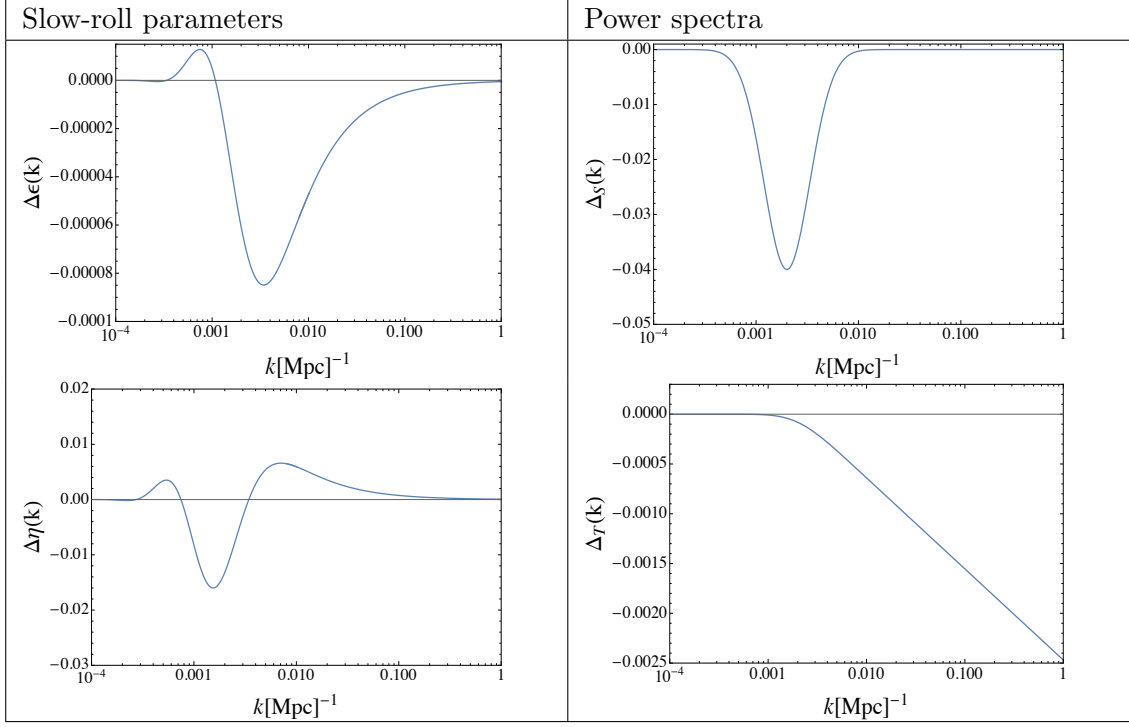 Slow-roll parameters
Power spectra
0.0000
−0.00002
−0.00004
−0.00006
−0.00008
−0.0001
Δϵ(k)
10⁻⁴ 0.001 0.010 0.100 1
k[Mpc]⁻¹
0.00
−0.01
−0.02
−0.03
−0.04
−0.05
Δ_S(k)
10⁻⁴ 0.001 0.010 0.100 1
k[Mpc]⁻¹
0.02
0.01
0.00
−0.01
−0.02
−0.03
Δη(k)
10⁻⁴ 0.001 0.010 0.100 1
k[Mpc]⁻¹
0.0000
−0.0005
−0.0010
−0.0015
−0.0020
−0.0025
Δ_T(k)
10⁻⁴ 0.001 0.010 0.100 1
k[Mpc]⁻¹